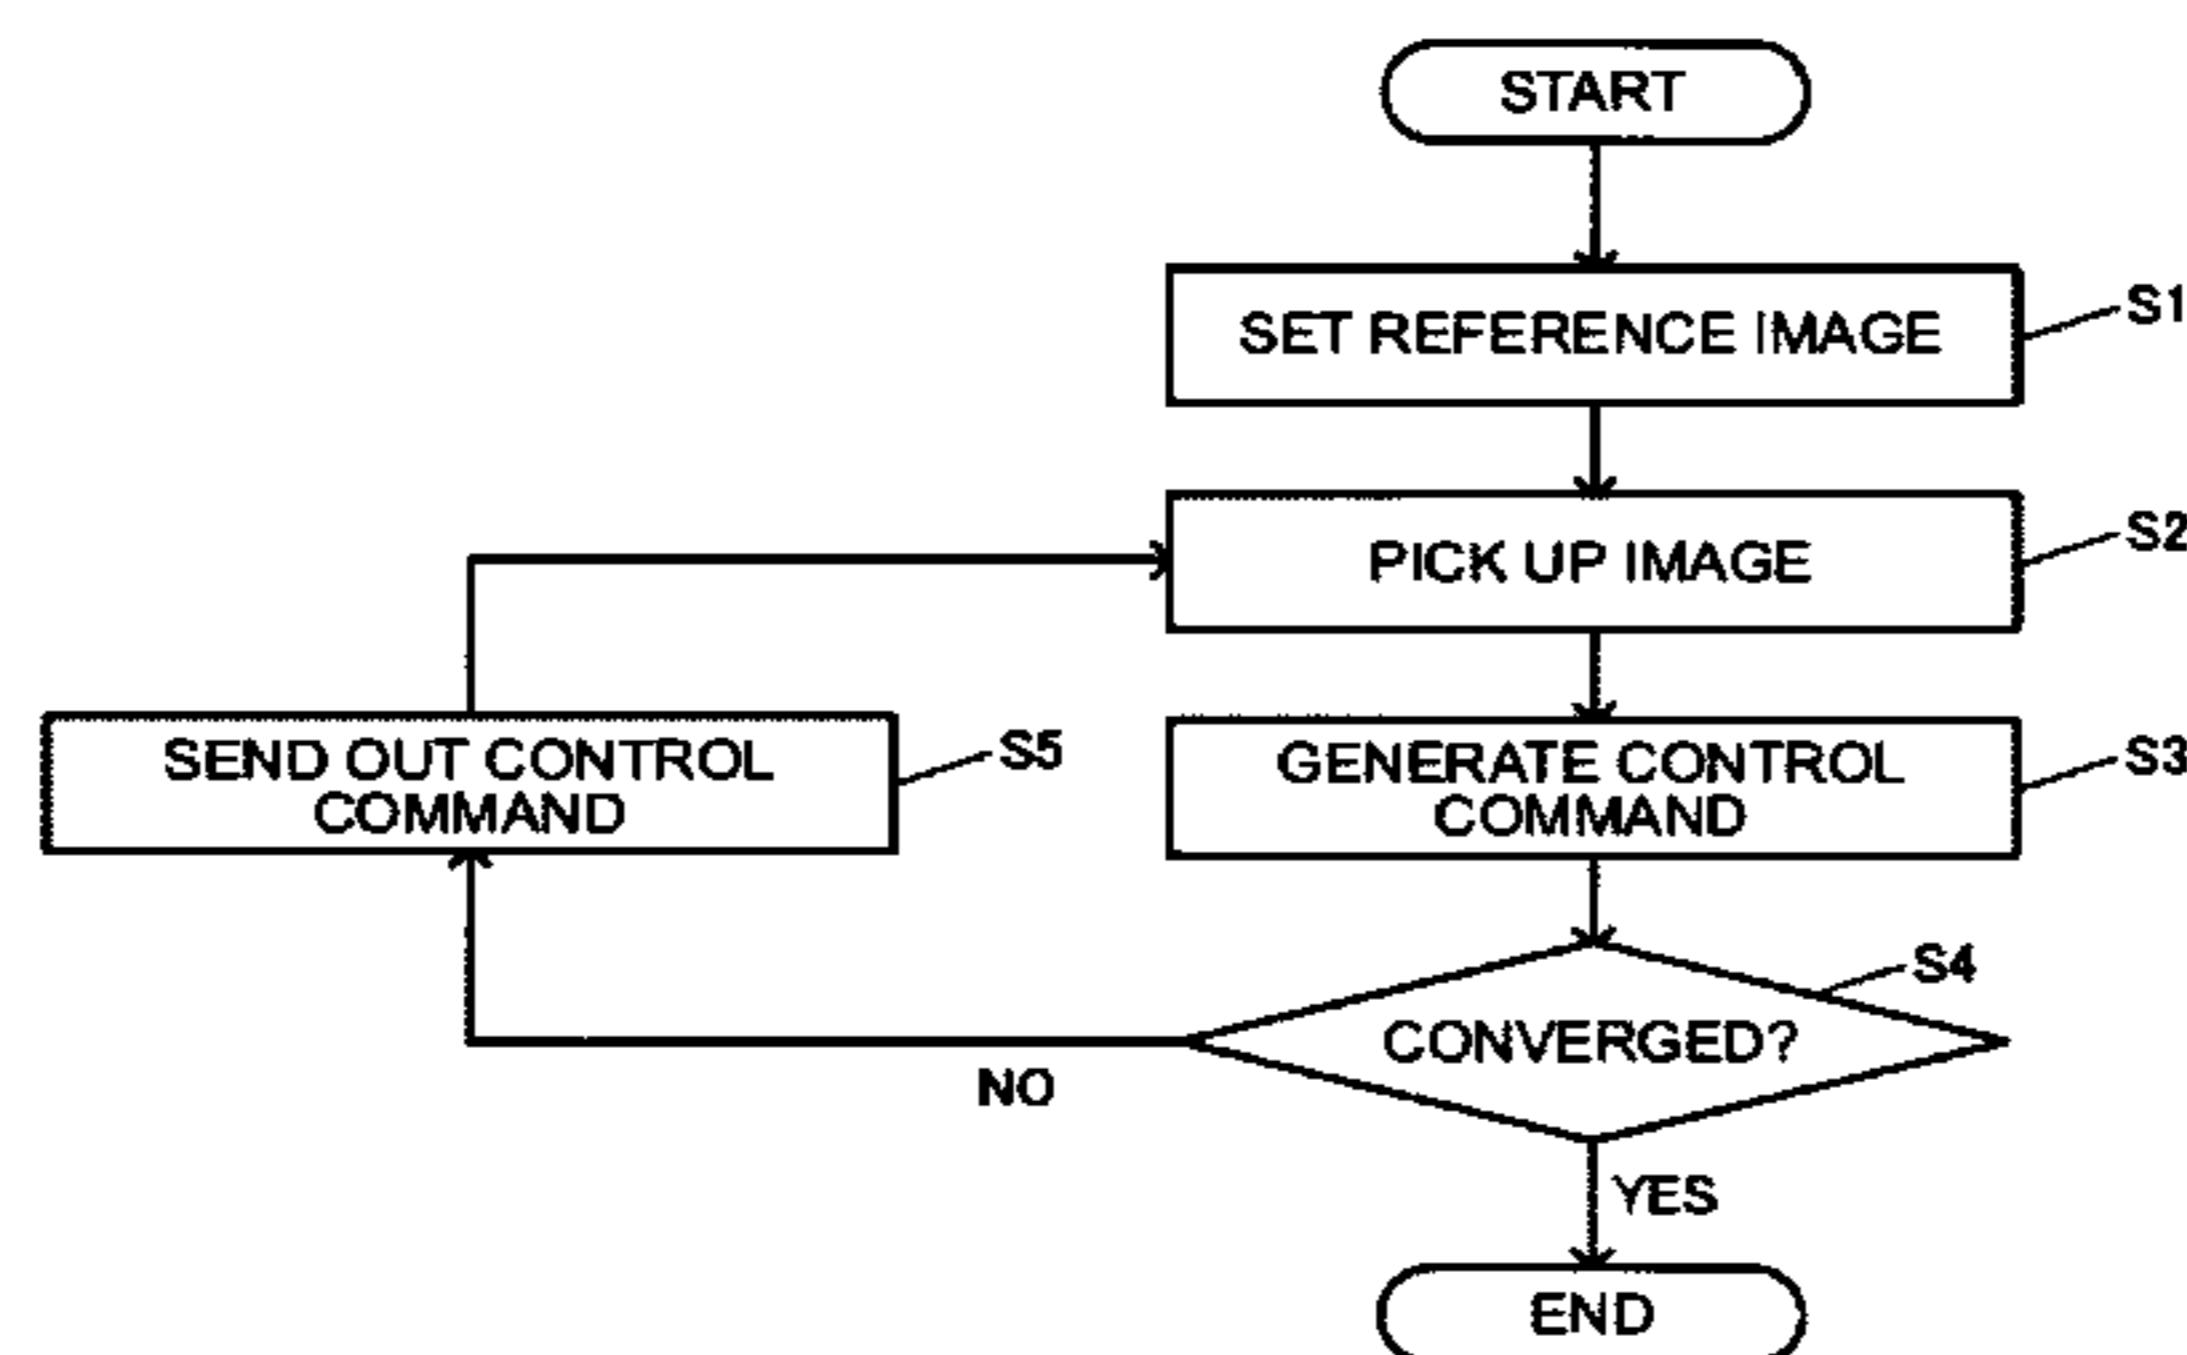 START
SET REFERENCE IMAGE
S1
PICK UP IMAGE
S2
SEND OUT CONTROL
COMMAND
S5
GENERATE CONTROL
COMMAND
S3
CONVERGED?
S4
NO
YES
END